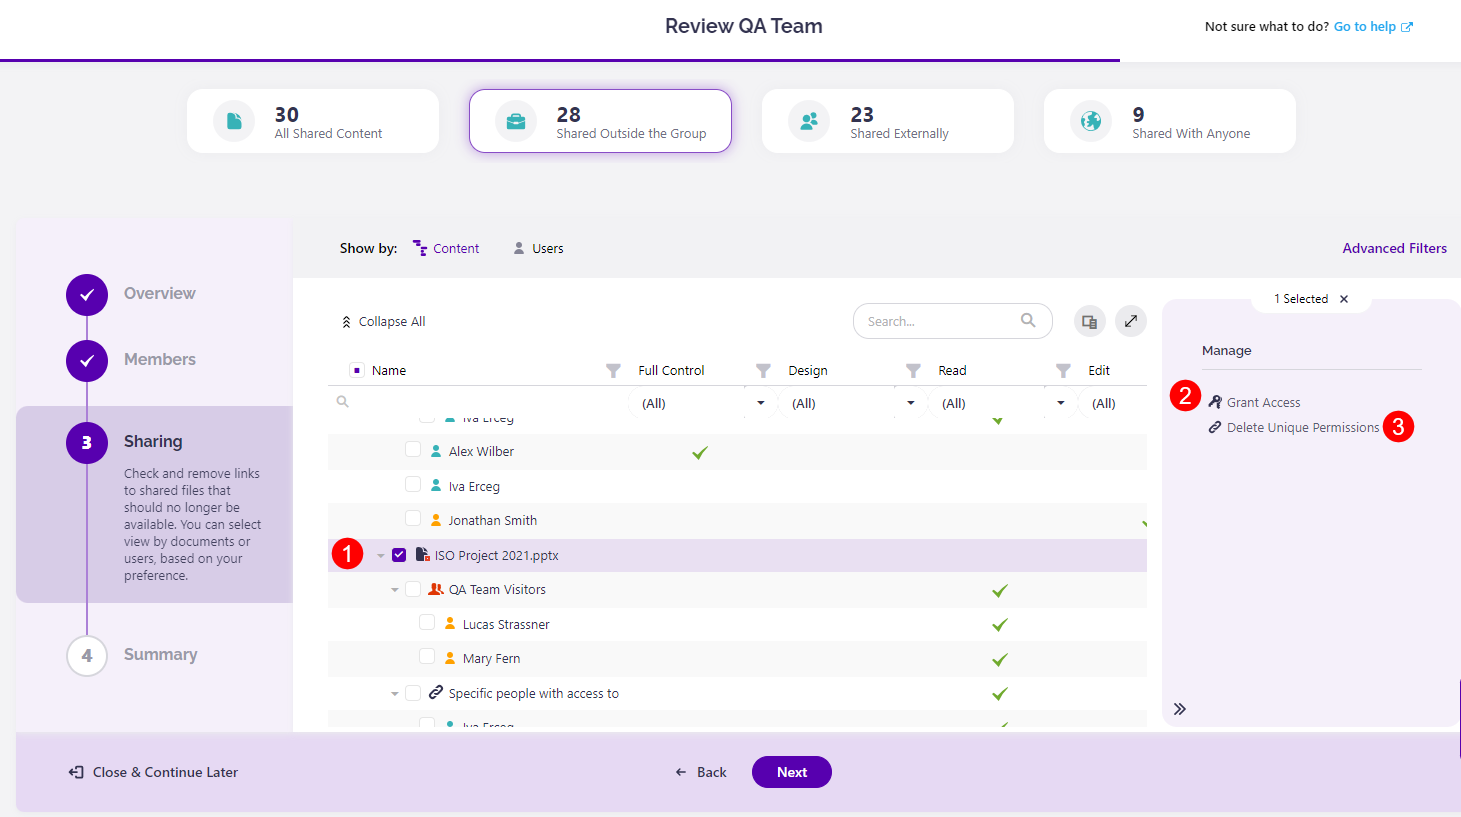 Review QA Team
Not sure what to do? Go to help
30
All Shared Content
28
Shared Outside the Group
23
Shared Externally
9
Shared With Anyone
Overview
Members
3
Sharing
Check and remove links
to shared files that
should no longer be
available. You can select
view by documents or
users, based on your
preference.
4
Summary
Show by: Content Users
Advanced Filters
Collapse All
Search...
Name Full Control Design Read Edit
(All) (All) (All) (All)
Iva Erceg
Alex Wilber
Iva Erceg
Jonathan Smith
1
ISO Project 2021.pptx
QA Team Visitors
Lucas Strassner
Mary Fern
Specific people with access to
Iva Erceg
1 Selected
Manage
2 Grant Access
Delete Unique Permissions 3
Close & Continue Later
Back
Next